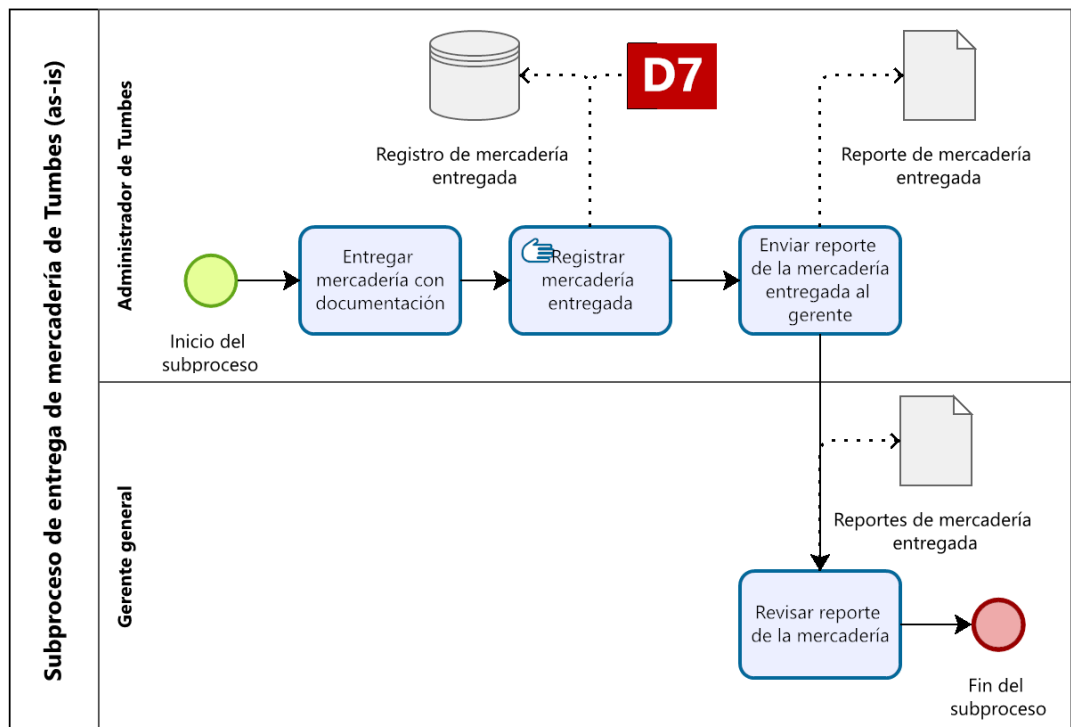 Subproceso de entrega de mercadería de Tumbes (as-is)
Administrador de Tumbes
D7
Registro de mercadería
entregada
Reporte de mercadería
entregada
Inicio del
subproceso
Entregar
mercadería con
documentación
Registrar
mercadería
entregada
Enviar reporte
de la mercadería
entregada al
gerente
Gerente general
Reportes de mercadería
entregada
Revisar reporte
de la mercadería
Fin del
subproceso